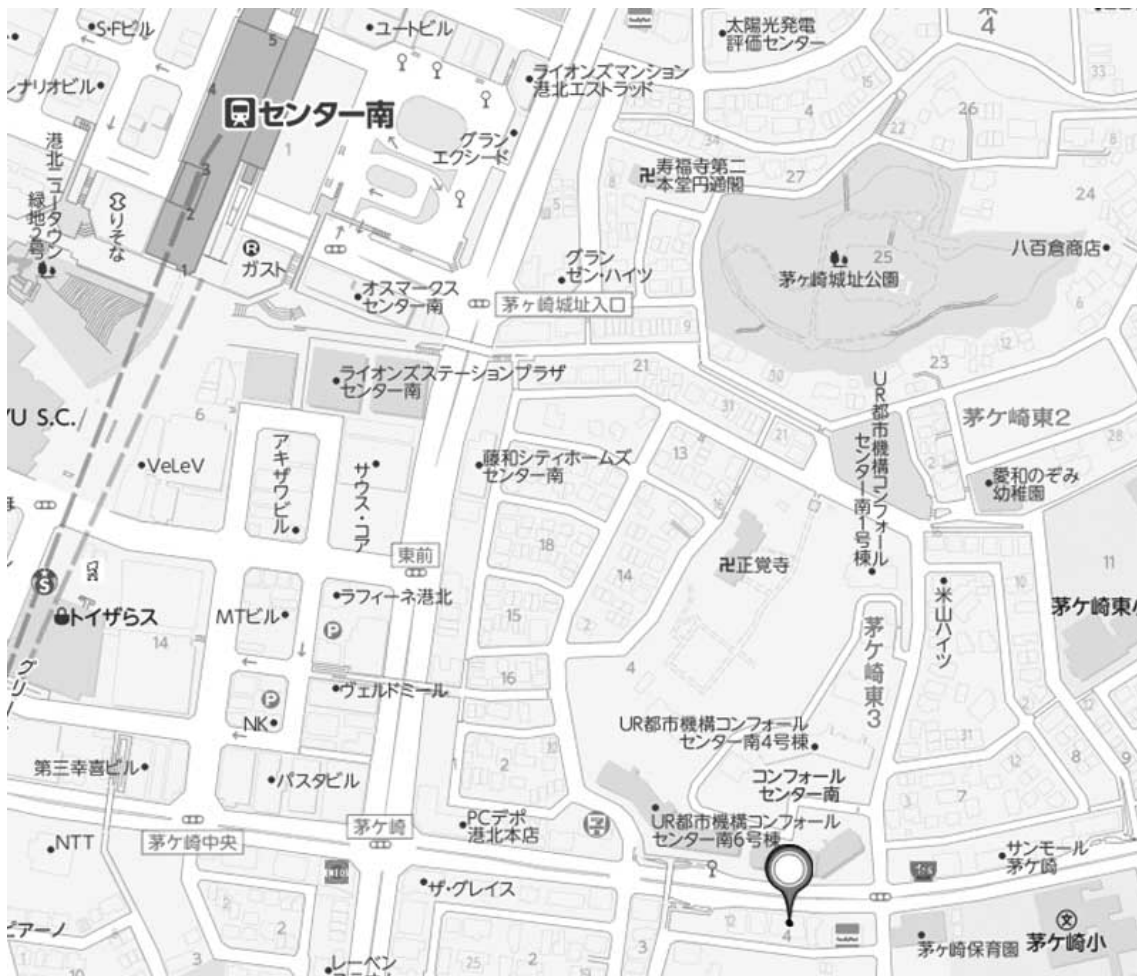 S・Fビル
ユートビル
太陽光発電
評価センター
東
4
ナリオビル
センター南
ライオンズマンション
港北エストラッド
グラン
エクシード
港北ニュータウン
緑地2号
りそな
ガスト
オスマークス
センター南
グラン
ゼン・ハイツ
寿福寺第二
本堂円通閣
茅ヶ崎城址公園
八百倉商店
茅ヶ崎城址入口
ライオンズステーションプラザ
センター南
YU S.C.
VeLeV
アキザワビル
サウス・コア
藤和シティホームズ
センター南
UR都市機構コンフォール
センター南1号棟
茅ケ崎東2
愛和のぞみ
幼稚園
東前
正覚寺
トイザらス
MTビル
ラフィーネ港北
米山ハイツ
茅ケ崎東
茅ケ崎東3
グリ
ヴェルドミール
NK
UR都市機構コンフォール
センター南4号棟
コンフォール
センター南
第三幸喜ビル
パスタビル
PCデポ
港北本店
UR都市機構コンフォール
センター南6号棟
NTT
茅ケ崎中央
茅ケ崎
サンモール
茅ケ崎
ザ・グレイス
ピアーノ
レーベン
FamilyMart
茅ケ崎保育園
茅ケ崎小